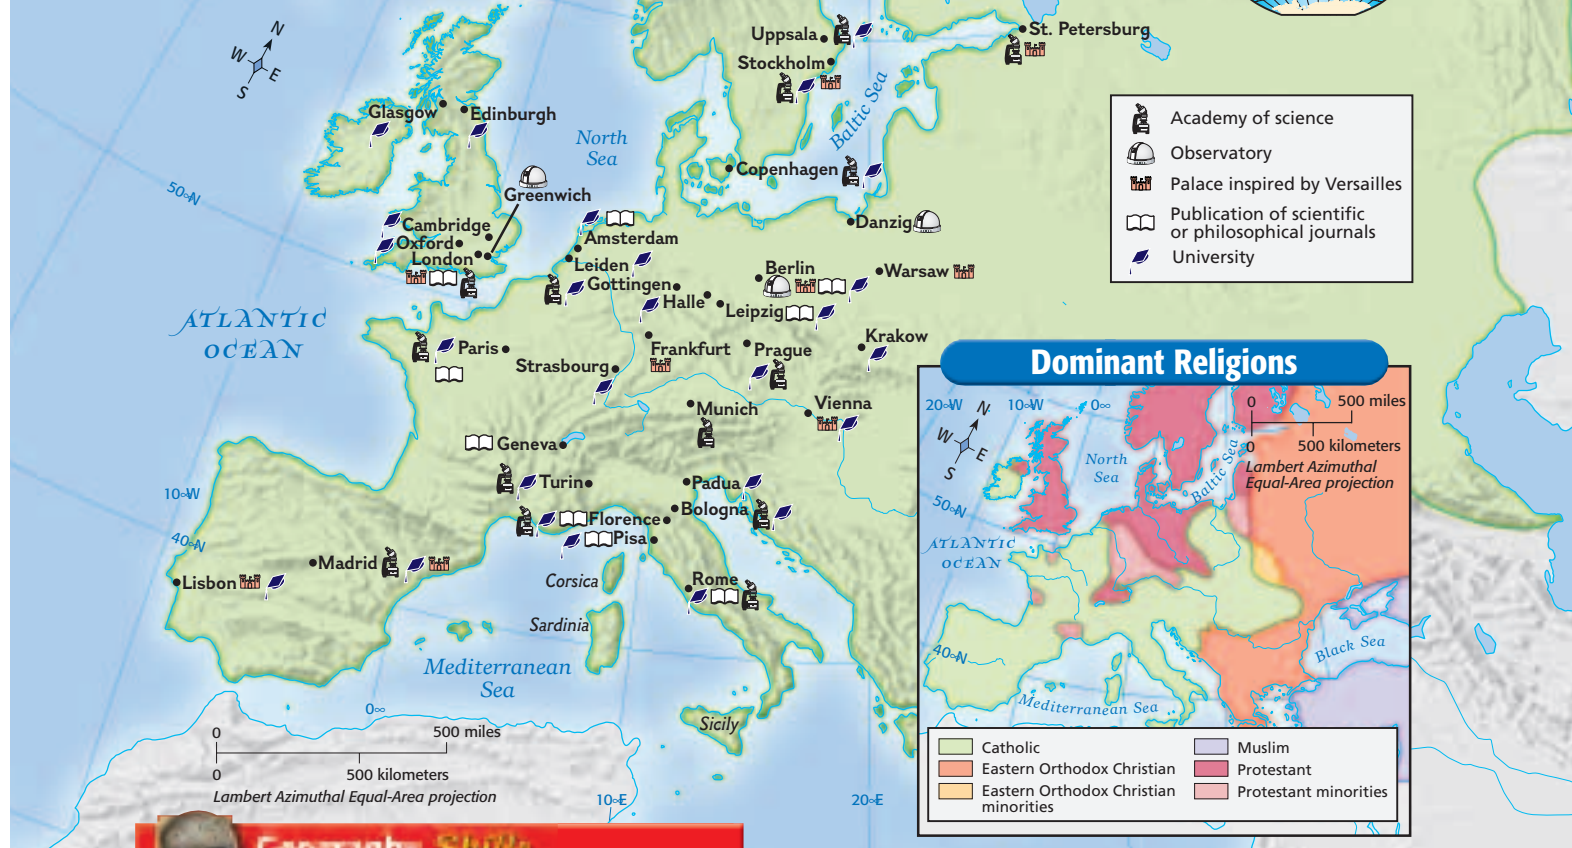 N
W
E
S
Uppsala
St. Petersburg
Stockholm
Baltic Sea
Glasgow
Edinburgh
North
Sea
Copenhagen
50°N
Greenwich
Cambridge
Oxford
London
Amsterdam
Leiden
Danzig
Gottingen
Berlin
Warsaw
Halle
Leipzig
ATLANTIC
OCEAN
Paris
Strasbourg
Frankfurt
Prague
Krakow
Munich
Vienna
Geneva
Turin
Padua
Bologna
Florence
Pisa
10°W
40°N
Madrid
Lisbon
Corsica
Rome
Sardinia
Mediterranean
Sea
Sicily
0°
10°E
20°E
0
500 miles
0
500 kilometers
Lambert Azimuthal Equal-Area projection
Academy of science
Observatory
Palace inspired by Versailles
Publication of scientific
or philosophical journals
University
Dominant Religions
20°W
10°W
0°
N
W
E
S
0
500 miles
0
500 kilometers
Lambert Azimuthal
Equal-Area projection
North
Sea
Baltic Sea
50°N
ATLANTIC
OCEAN
40°N
Black Sea
Mediterranean Sea
Catholic
Eastern Orthodox Christian
Eastern Orthodox Christian
minorities
Muslim
Protestant
Protestant minorities
Geography Skills